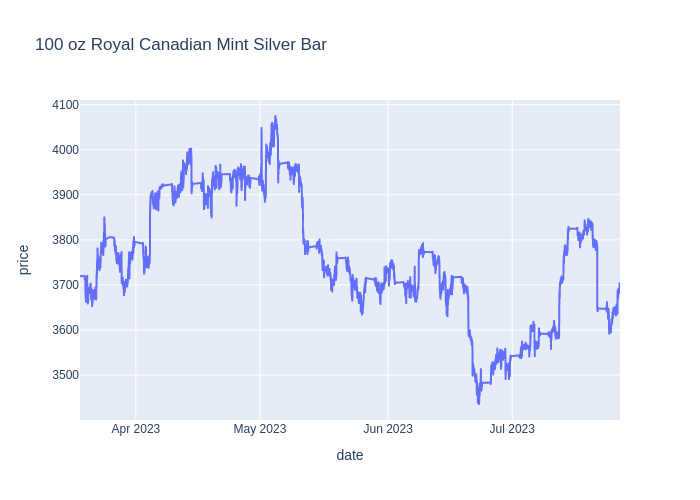 100 oz Royal Canadian Mint Silver Bar
4100
4000
3900
3800
3700
3600
3500
price
Apr 2023
May 2023
Jun 2023
Jul 2023
date